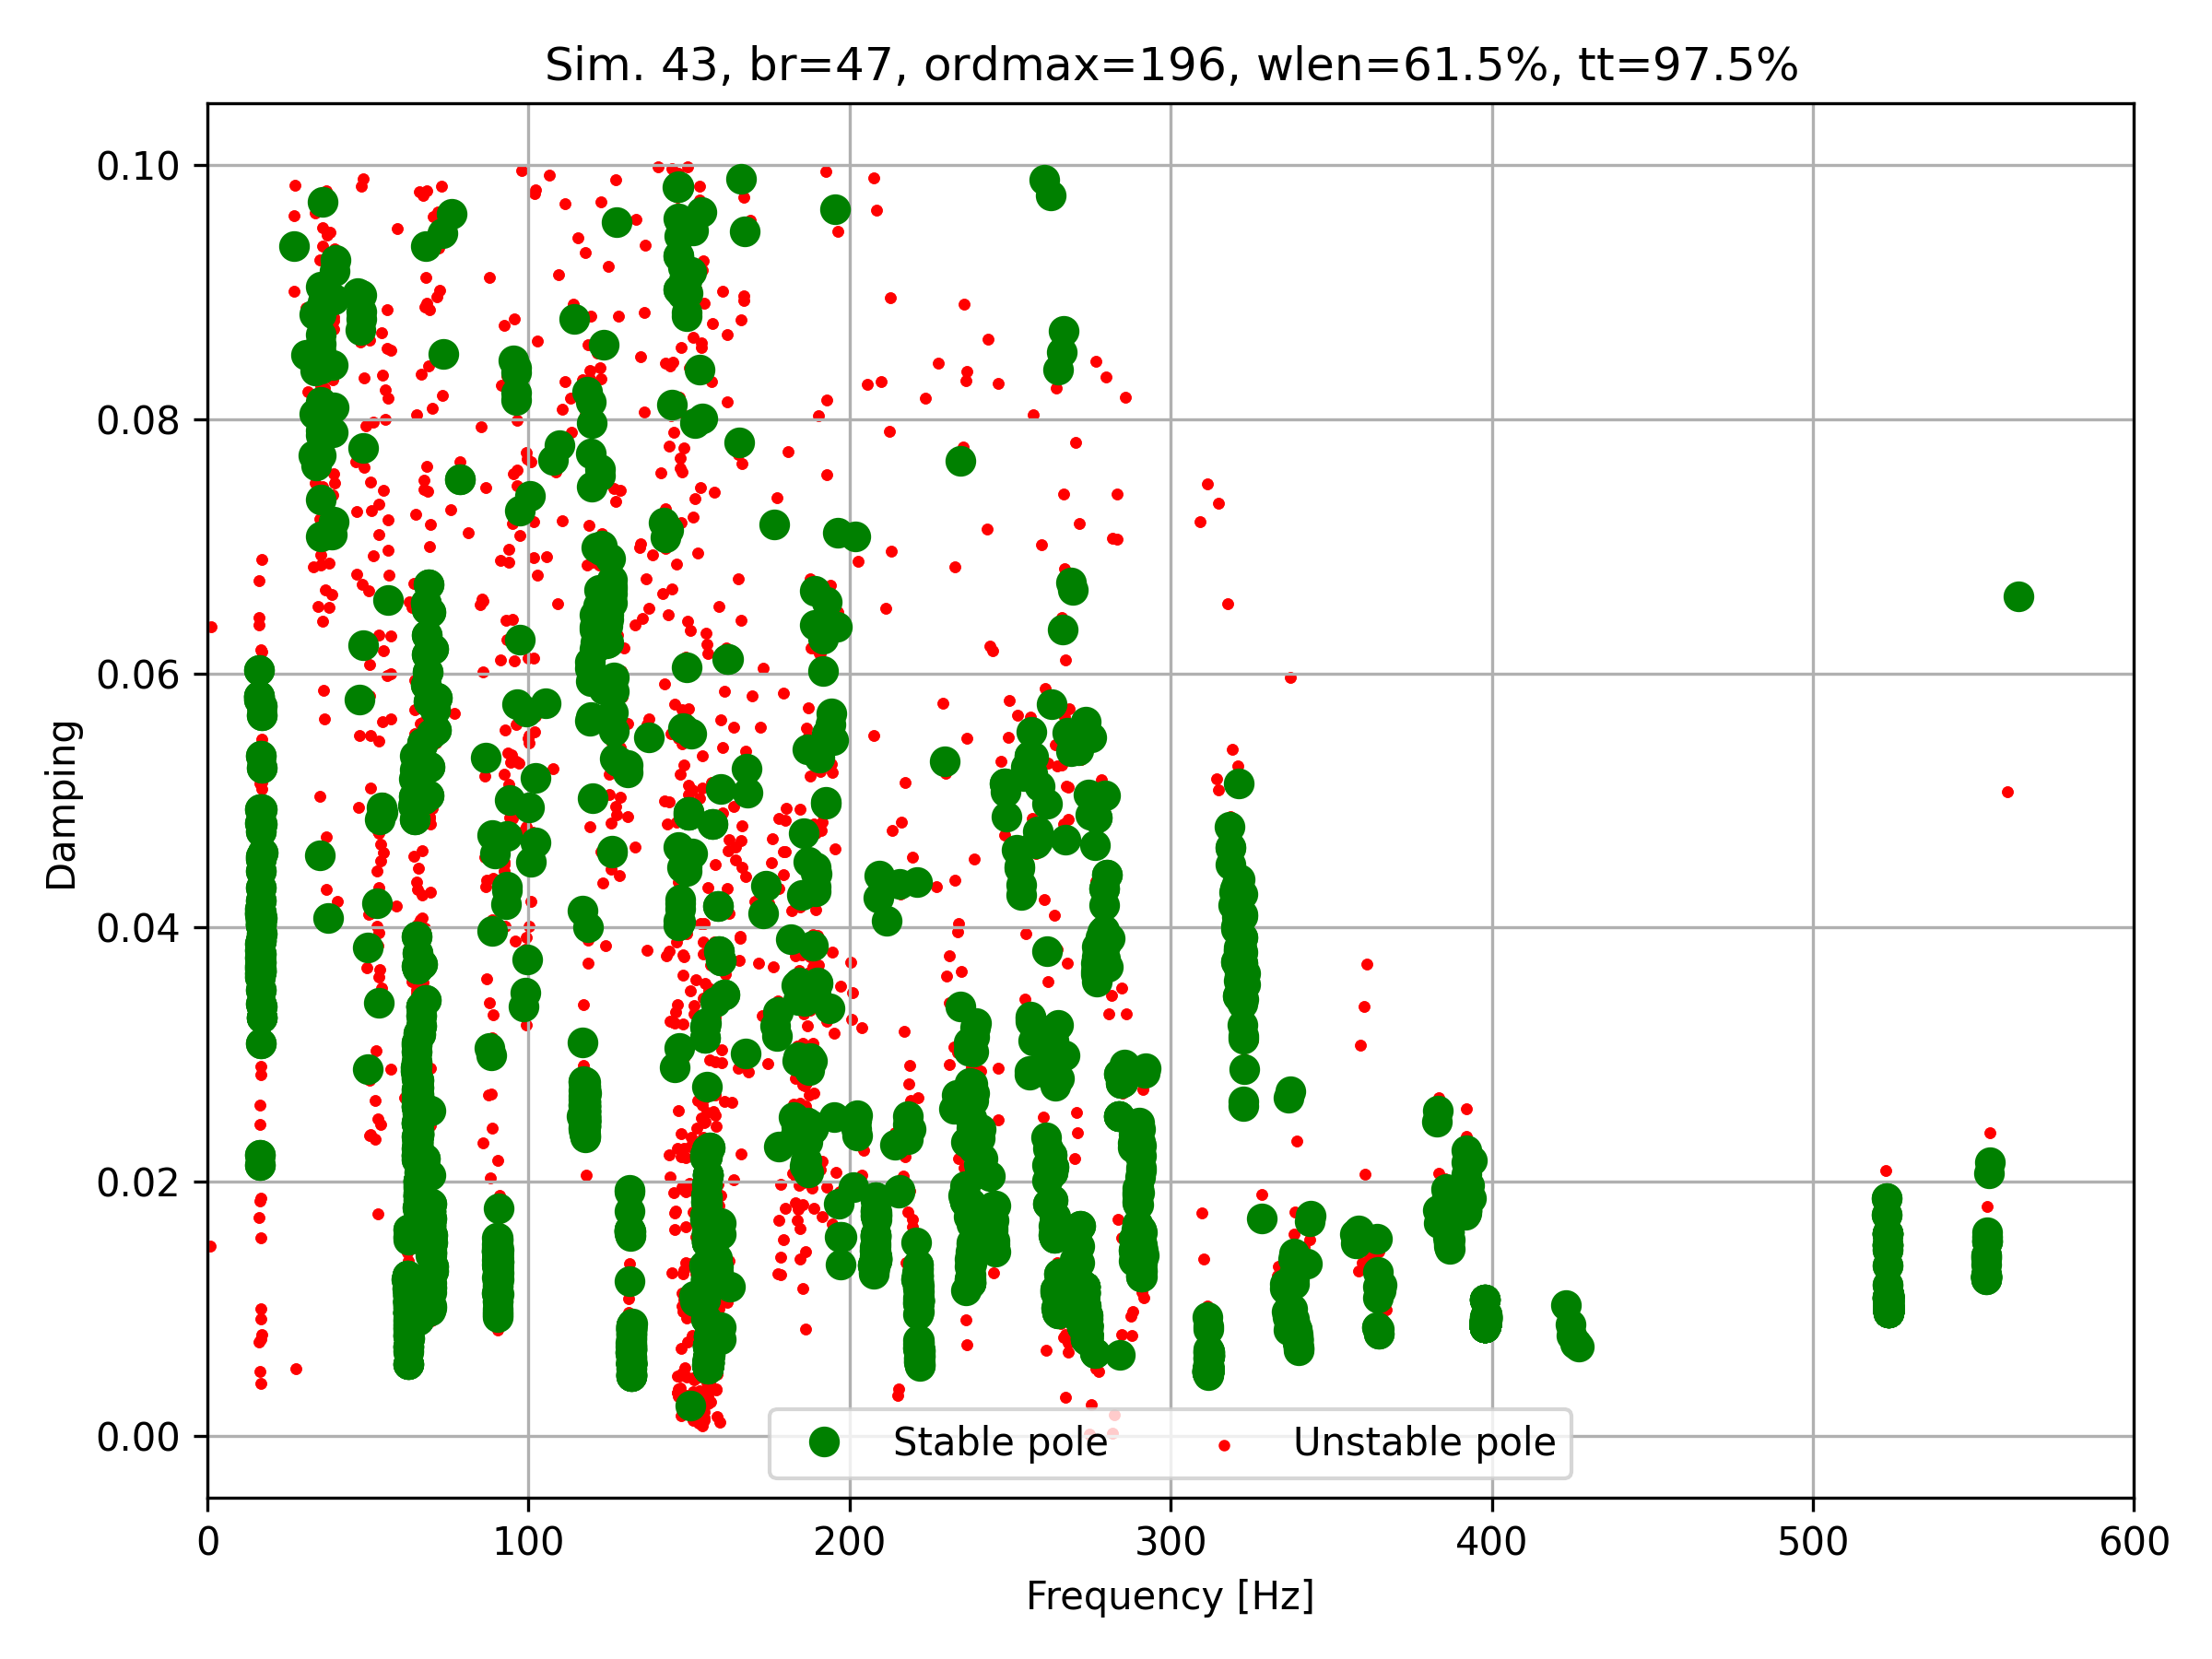 Sim. 43, br=47, ordmax=196, wlen=61.5%, tt=97.5%
0.10
0.08
0.06
0.04
0.02
0.00
Damping
Stable pole Unstable pole
0 100 200 300 400 500 600
Frequency [Hz]